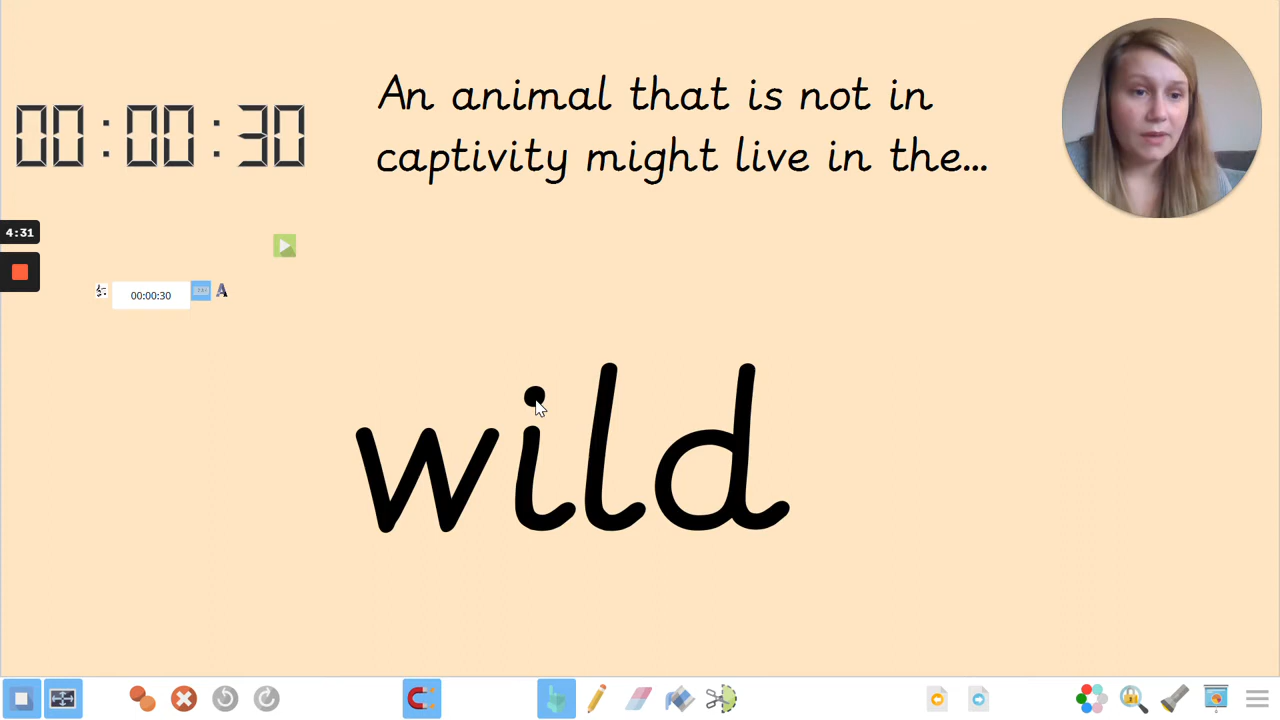 00:00:30
An animal that is not in
captivity might live in the...
4:31
00:00:30
A
wild